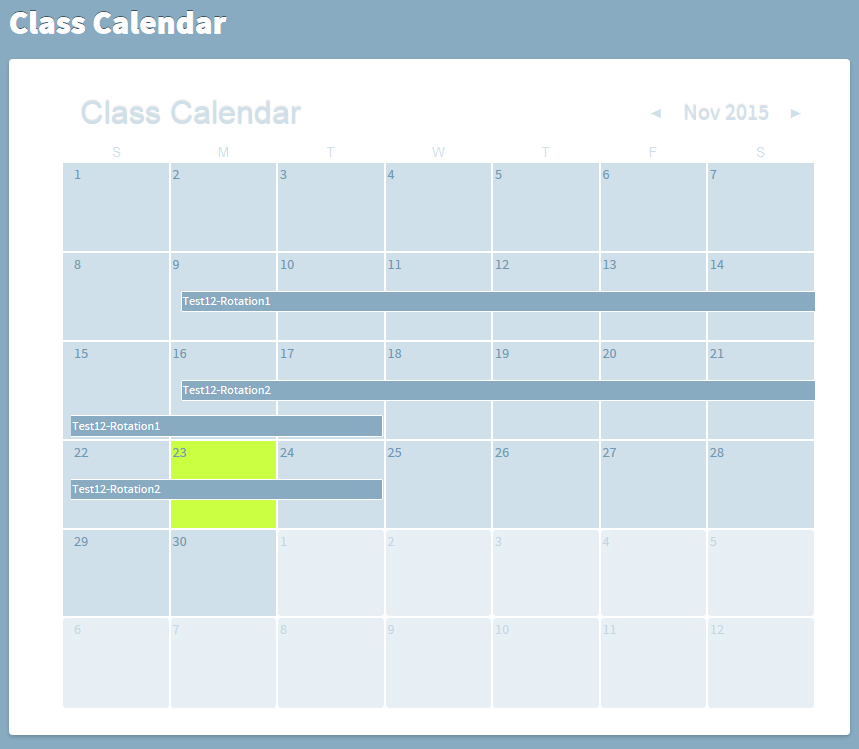 Class Calendar
Class Calendar ◄ Nov 2015 ►
S M T W T F S
1 2 3 4 5 6 7
8 9 10 11 12 13 14
Test12-Rotation1
15 16 17 18 19 20 21
Test12-Rotation2
Test12-Rotation1
22 23 24 25 26 27 28
Test12-Rotation2
29 30 1 2 3 4 5
6 7 8 9 10 11 12